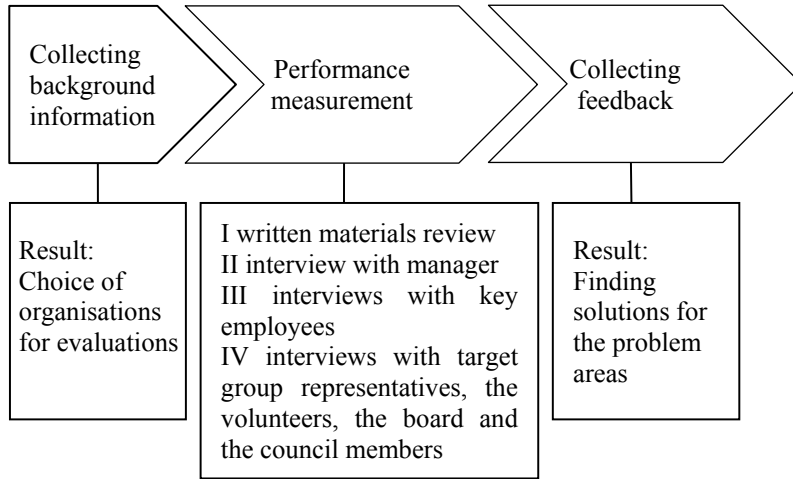 Collecting
background
information
Performance
measurement
Collecting
feedback
Result:
Choice of
organisations
for evaluations
I written materials review
II interview with manager
III interviews with key
employees
IV interviews with target
group representatives, the
volunteers, the board and
the council members
Result:
Finding
solutions for
the problem
areas